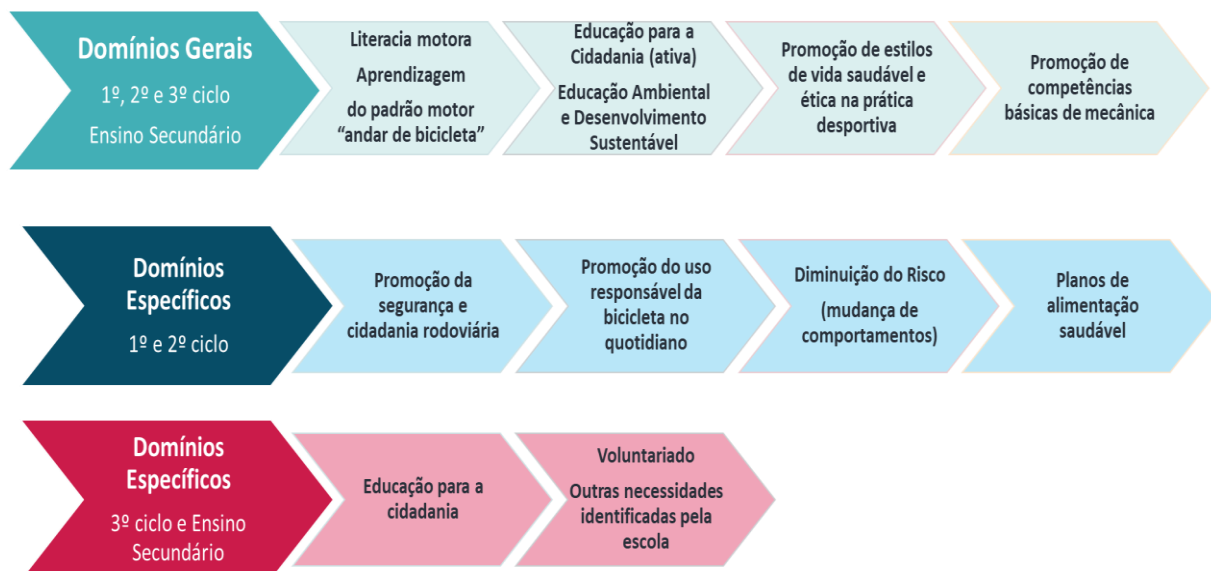 Domínios Gerais
1º, 2º e 3º ciclo
Ensino Secundário
Literacia motora
Aprendizagem
do padrão motor
“andar de bicicleta”
Educação para a
Cidadania (ativa)
Educação Ambiental
e Desenvolvimento
Sustentável
Promoção de estilos
de vida saudável e
ética na prática
desportiva
Promoção de
competências
básicas de mecânica
Domínios
Específicos
1º e 2º ciclo
Promoção da
segurança e
cidadania rodoviária
Promoção do uso
responsável da
bicicleta no
quotidiano
Diminuição do Risco
(mudança de
comportamentos)
Planos de
alimentação
saudável
Domínios
Específicos
3º ciclo e Ensino
Secundário
Educação para a
cidadania
Voluntariado
Outras necessidades
identificadas pela
escola